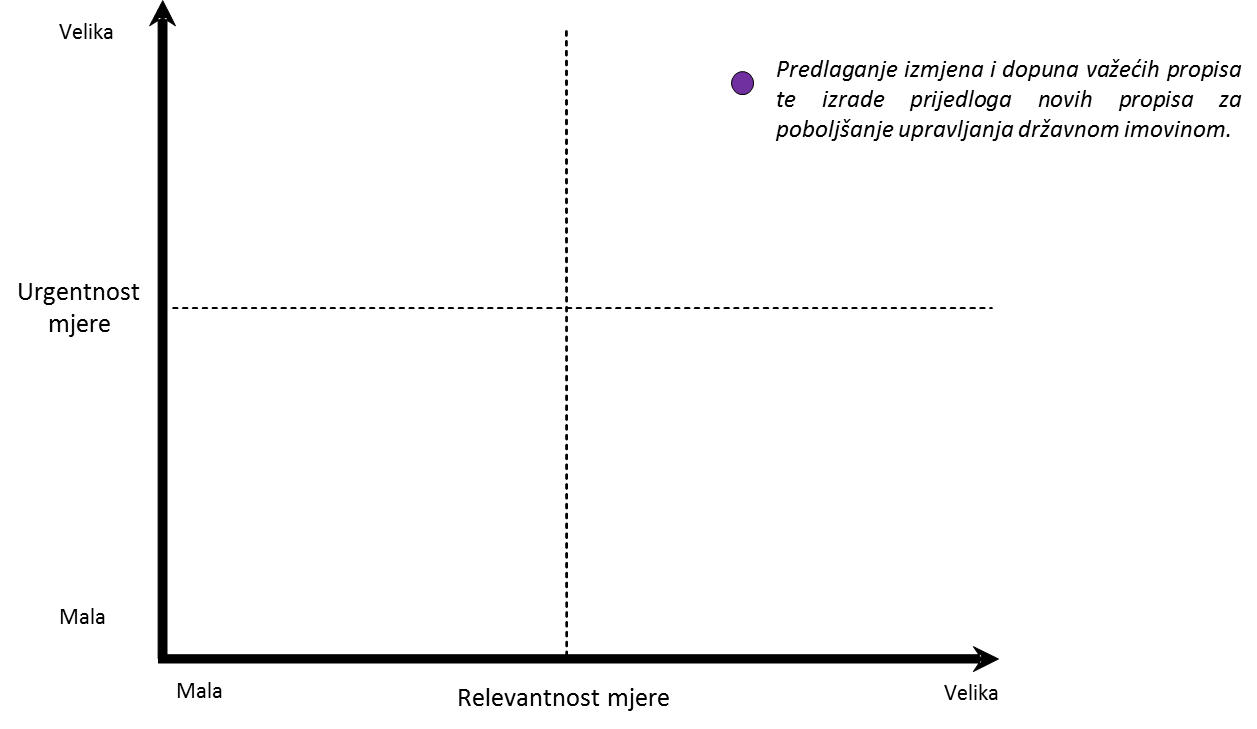 Velika
Predlaganje izmjena i dopuna važećih propisa
te izrade prijedloga novih propisa za
poboljšanje upravljanja državnom imovinom.
Urgentnost
mjere
Mala
Mala
Relevantnost mjere
Velika